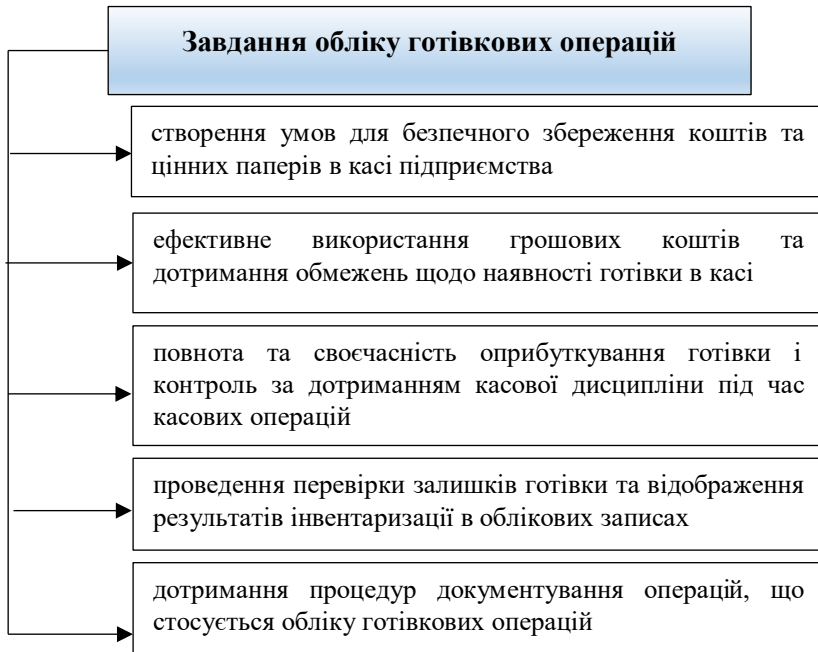 Завдання обліку готівкових операцій
створення умов для безпечного збереження коштів та
цінних паперів в касі підприємства
ефективне використання грошових коштів та
дотримання обмежень щодо наявності готівки в касі
повнота та своєчасність оприбуткування готівки і
контроль за дотриманням касової дисципліни під час
касових операцій
проведення перевірки залишків готівки та відображення
результатів інвентаризації в облікових записах
дотримання процедур документування операцій, що
стосується обліку готівкових операцій